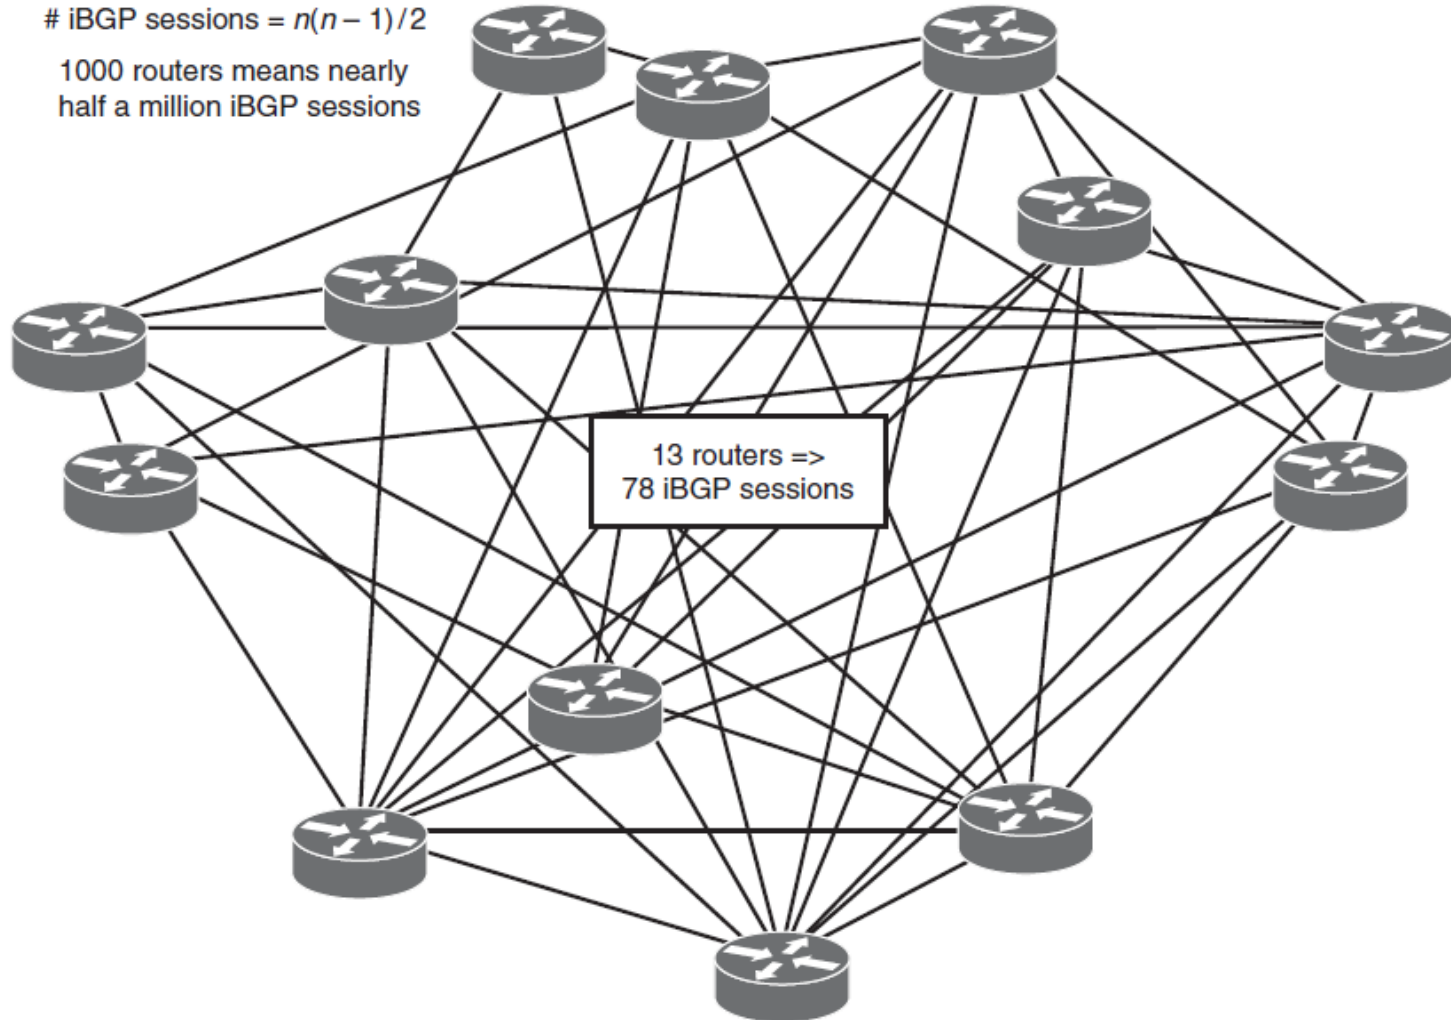 # iBGP sessions = n(n – 1)/2
1000 routers means nearly
half a million iBGP sessions
13 routers =>
78 iBGP sessions